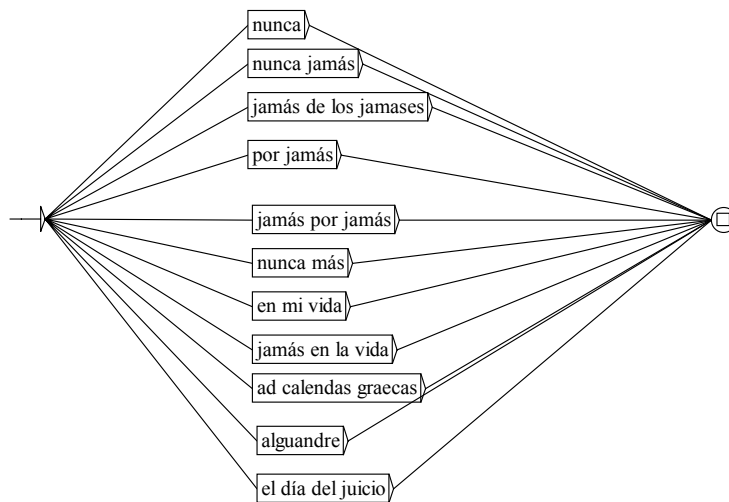 nunca
nunca jamás
jamás de los jamases
por jamás
jamás por jamás
nunca más
en mi vida
jamás en la vida
ad calendas graecas
alguandre
el día del juicio